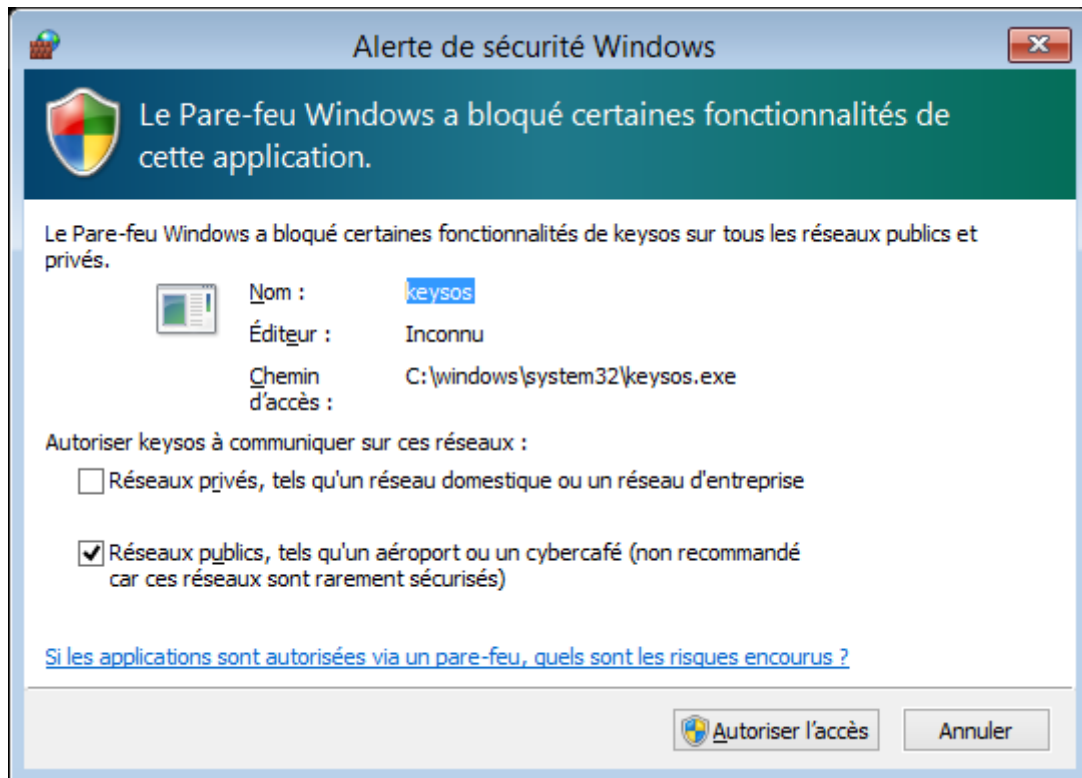 Alerte de sécurité Windows
Le Pare-feu Windows a bloqué certaines fonctionnalités de
cette application.
Le Pare-feu Windows a bloqué certaines fonctionnalités de keysos sur tous les réseaux publics et
privés.
Nom : keysos
Éditeur : Inconnu
Chemin C:\windows\system32\keysos.exe
d'accès :
Autoriser keysos à communiquer sur ces réseaux :
Réseaux privés, tels qu'un réseau domestique ou un réseau d'entreprise
Réseaux publics, tels qu'un aéroport ou un cybercafé (non recommandé
car ces réseaux sont rarement sécurisés)
Si les applications sont autorisées via un pare-feu, quels sont les risques encourus ?
Autoriser l'accès Annuler